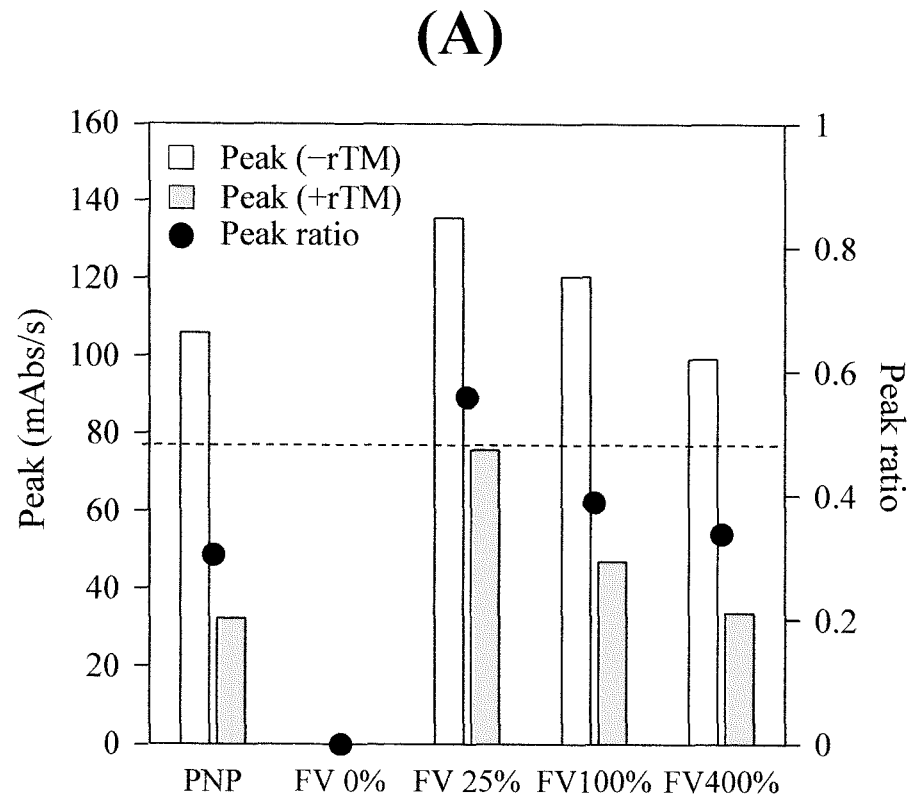 (A)
Peak (mAbs/s)
160
140
120
100
80
60
40
20
0
Peak (−rTM)
Peak (+rTM)
Peak ratio
1
0.8
0.6
0.4
0.2
0
Peak ratio
PNP FV 0% FV 25% FV100% FV400%